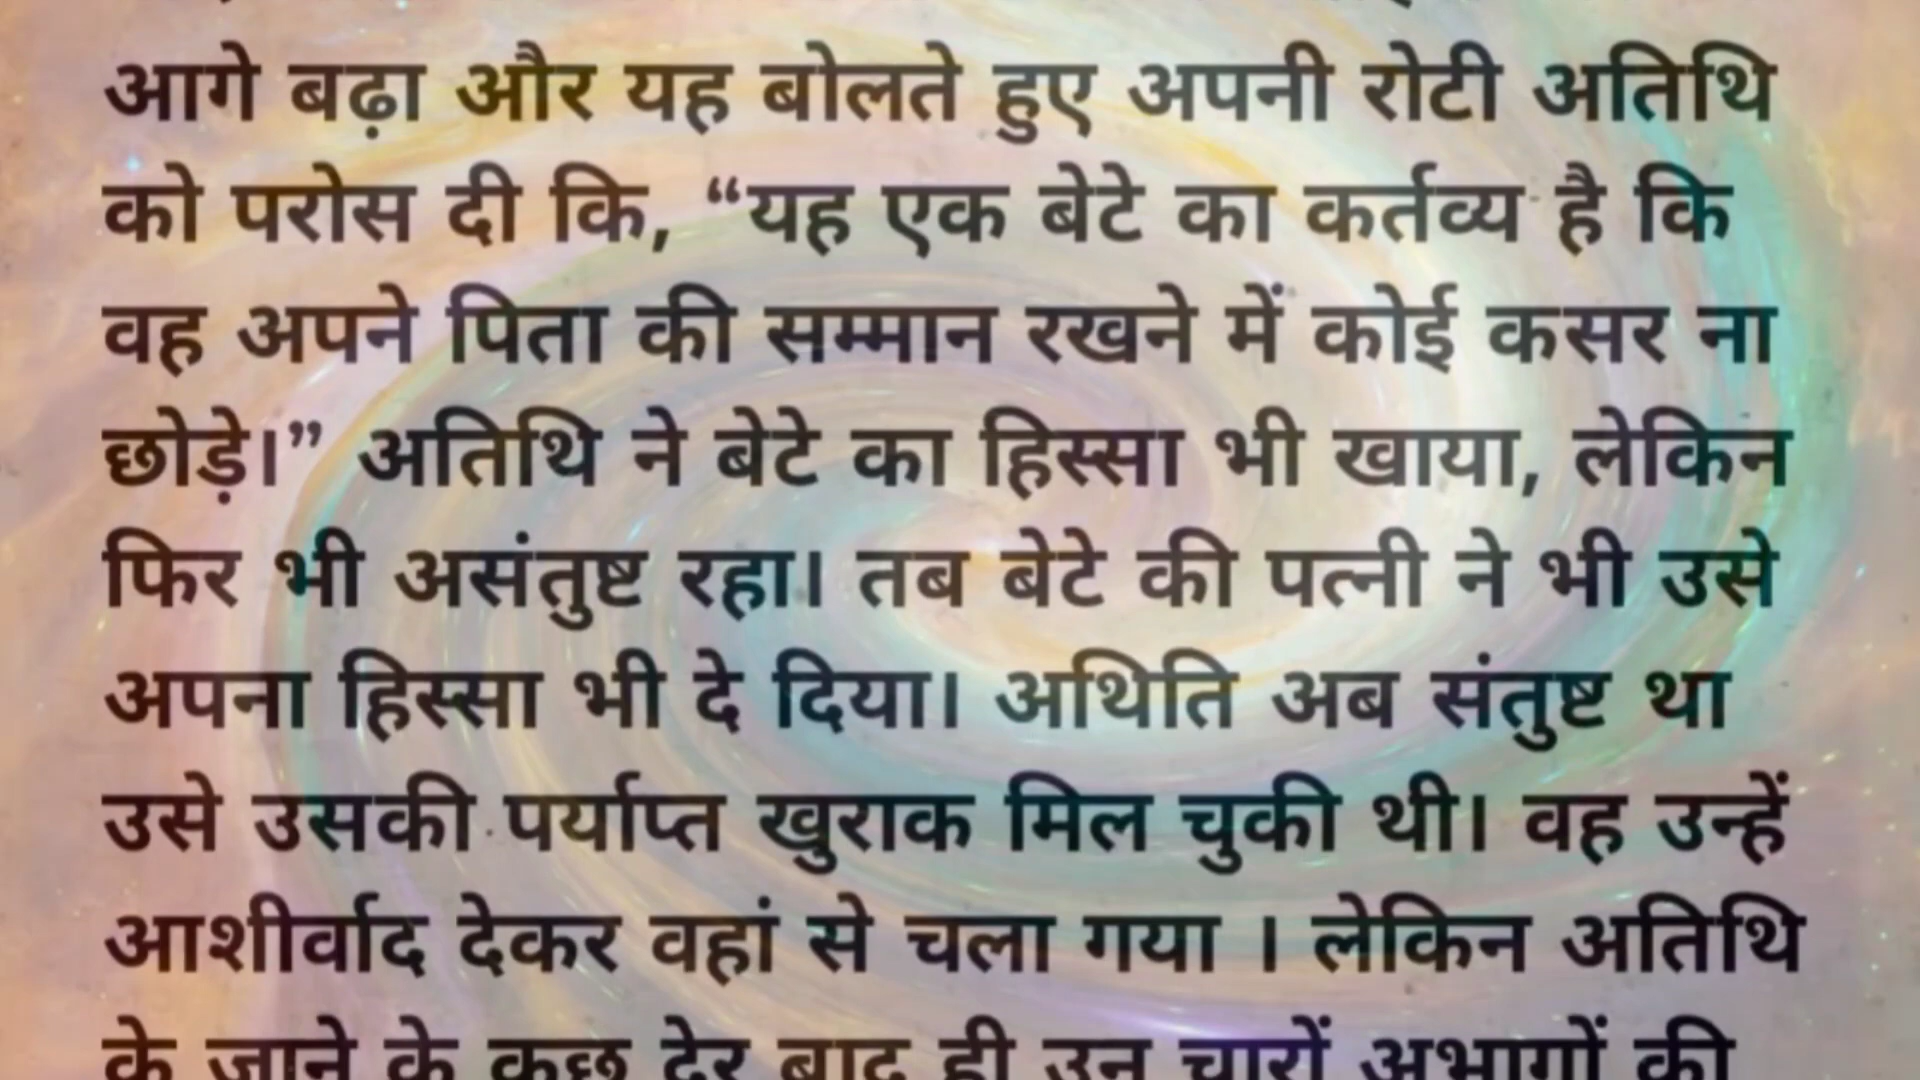 आगे बढ़ा और यह बोलते हुए अपनी रोटी अतिथि
को परोस दी कि, “यह एक बेटे का कर्तव्य है कि
वह अपने पिता की सम्मान रखने में कोई कसर ना
छोड़े।” अतिथि ने बेटे का हिस्सा भी खाया, लेकिन
फिर भी असंतुष्ट रहा। तब बेटे की पत्नी ने भी उसे
अपना हिस्सा भी दे दिया। अथिति अब संतुष्ट था
उसे उसकी पर्याप्त खुराक मिल चुकी थी। वह उन्हें
आशीर्वाद देकर वहां से चला गया । लेकिन अतिथि
के जाने के कुछ देर बाद ही उन चारों अभागों की